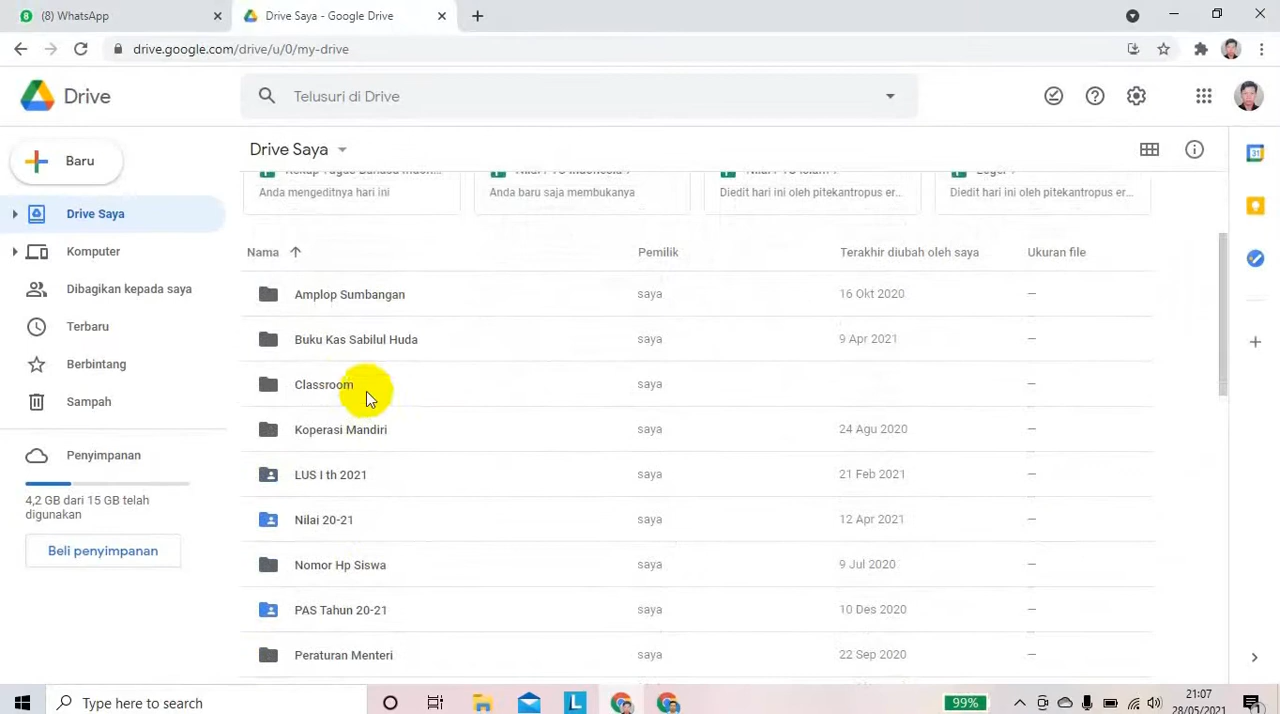 (8) WhatsApp
Drive Saya - Google Drive
drive.google.com/drive/u/0/my-drive
Drive
Telusuri di Drive
Baru
Drive Saya
Komputer
Dibagikan kepada saya
Terbaru
Berbintang
Sampah
Penyimpanan
4,2 GB dari 15 GB telah
digunakan
Beli penyimpanan
Drive Saya
Anda mengeditnya hari ini
Anda baru saja membukanya
Diedit hari ini oleh pitekantropus er...
Diedit hari ini oleh pitekantropus er...
Nama Pemilik Terakhir diubah oleh saya Ukuran file
Amplop Sumbangan saya 16 Okt 2020 —
Buku Kas Sabilul Huda saya 9 Apr 2021 —
Classroom saya —
Koperasi Mandiri saya 24 Agu 2020 —
LUS I th 2021 saya 21 Feb 2021 —
Nilai 20-21 saya 12 Apr 2021 —
Nomor Hp Siswa saya 9 Jul 2020 —
PAS Tahun 20-21 saya 10 Des 2020 —
Peraturan Menteri saya 22 Sep 2020 —
Type here to search
99%
21:07
28/05/2021